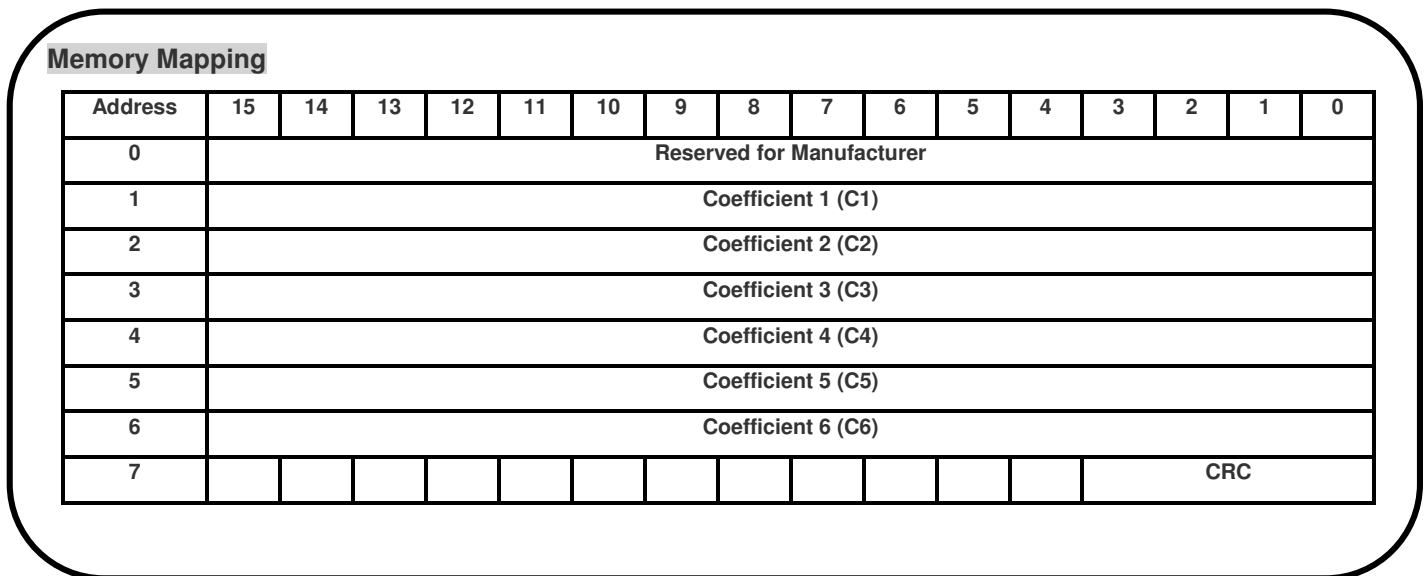 Memory Mapping
Address 15 14 13 12 11 10 9 8 7 6 5 4 3 2 1 0
0 Reserved for Manufacturer
1 Coefficient 1 (C1)
2 Coefficient 2 (C2)
3 Coefficient 3 (C3)
4 Coefficient 4 (C4)
5 Coefficient 5 (C5)
6 Coefficient 6 (C6)
7 CRC